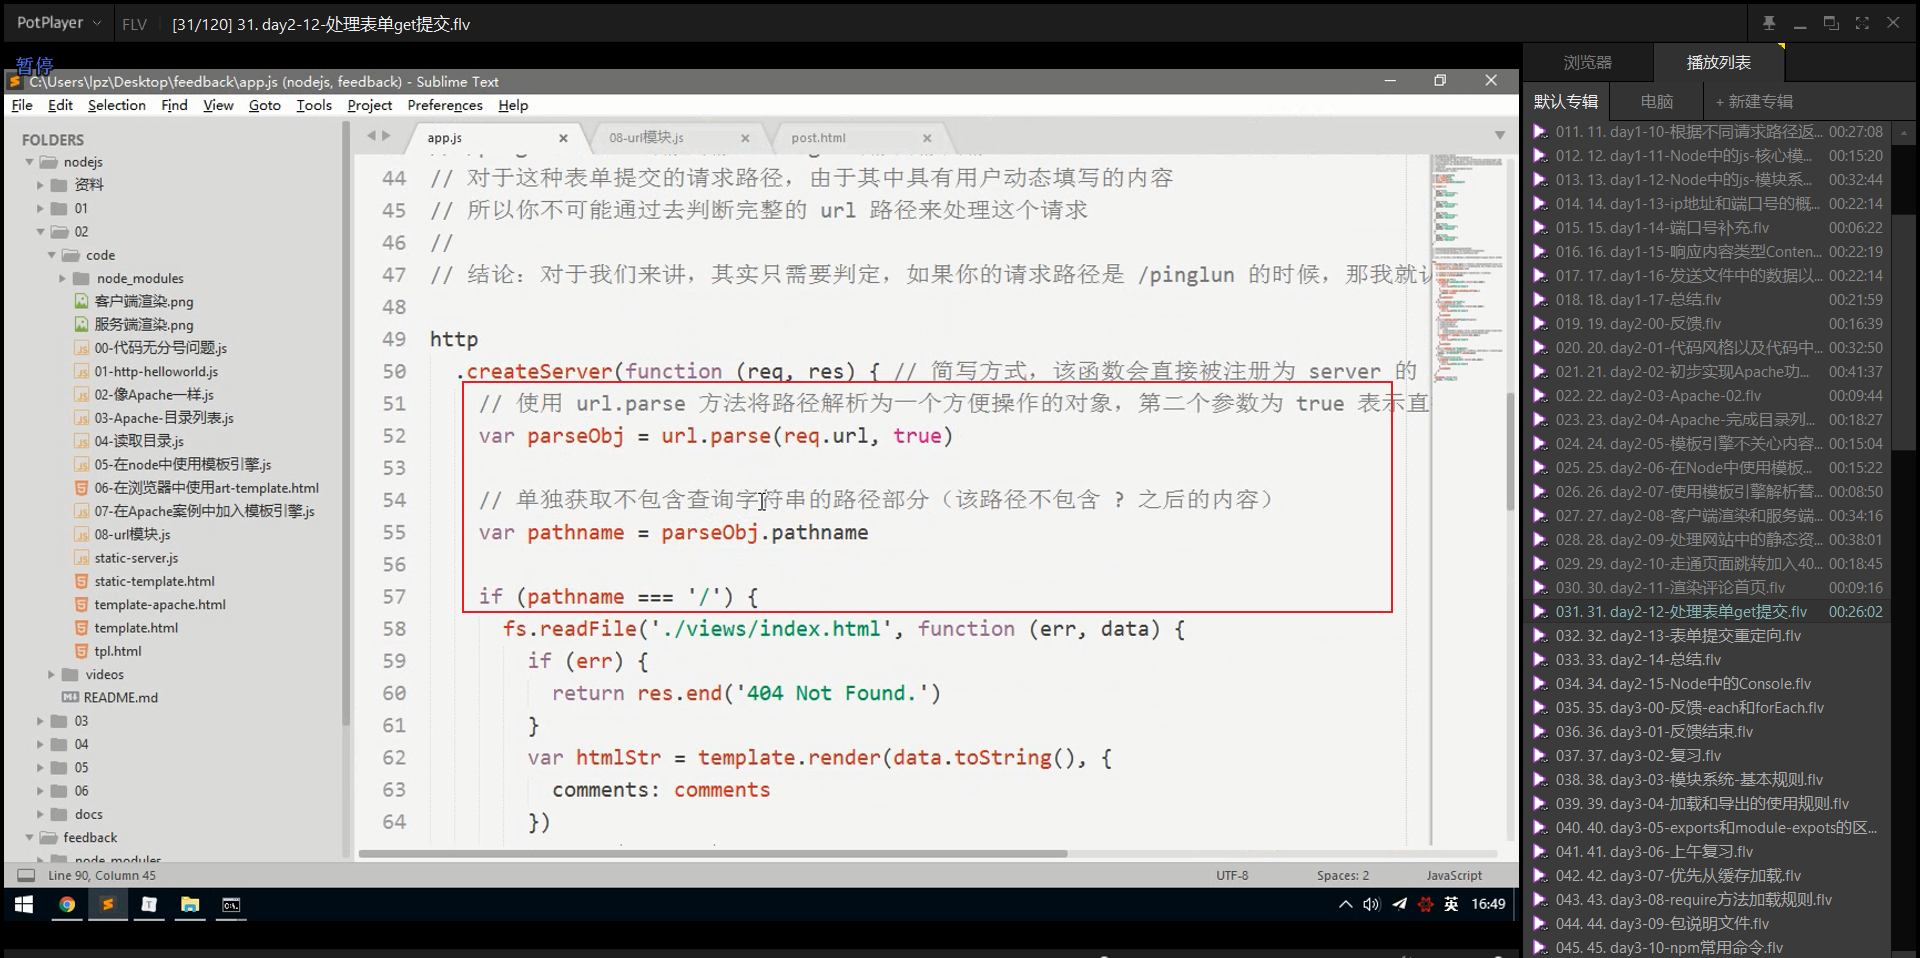 PotPlayer
FLV
[31/120] 31. day2-12-处理表单get提交.flv
暂停
C:\Users\lpz\Desktop\feedback\app.js (nodejs, feedback) - Sublime Text
File Edit Selection Find View Goto Tools Project Preferences Help
FOLDERS
nodejs
资料
01
02
code
node_modules
客户端渲染.png
服务端渲染.png
00-代码无分号问题.js
01-http-helloworld.js
02-像Apache一样.js
03-Apache-目录列表.js
04-读取目录.js
05-在node中使用模板引擎.js
06-在浏览器中使用art-template.html
07-在Apache案例中加入模板引擎.js
08-url模块.js
static-server.js
static-template.html
template-apache.html
template.html
tpl.html
videos
README.md
03
04
05
06
docs
feedback
node_modules
app.js
08-url模块.js
post.html
44 // 对于这种表单提交的请求路径，由于其中具有用户动态填写的内容
45 // 所以你不可能通过去判断完整的 url 路径来处理这个请求
46 //
47 // 结论：对于我们来讲，其实只需要判定，如果你的请求路径是 /pinglun 的时候，那我就认
48
49 http
50 .createServer(function (req, res) { // 简写方式，该函数会直接被注册为 server 的
51 // 使用 url.parse 方法将路径解析为一个方便操作的对象，第二个参数为 true 表示直
52 var parseObj = url.parse(req.url, true)
53
54 // 单独获取不包含查询字符串的路径部分（该路径不包含 ? 之后的内容）
55 var pathname = parseObj.pathname
56
57 if (pathname === '/') {
58 fs.readFile('./views/index.html', function (err, data) {
59 if (err) {
60 return res.end('404 Not Found.')
61 }
62 var htmlStr = template.render(data.toString(), {
63 comments: comments
64 })
Line 90, Column 45
UTF-8
Spaces: 2
JavaScript
英
16:49
浏览器
播放列表
默认专辑
电脑
+ 新建专辑
011. 11. day1-10-根据不同请求路径返... 00:27:08
012. 12. day1-11-Node中的js-核心模... 00:15:20
013. 13. day1-12-Node中的js-模块系... 00:32:44
014. 14. day1-13-ip地址和端口号的概... 00:22:14
015. 15. day1-14-端口号补充.flv 00:06:22
016. 16. day1-15-响应内容类型Conten... 00:22:19
017. 17. day1-16-发送文件中的数据以... 00:22:14
018. 18. day1-17-总结.flv 00:21:59
019. 19. day2-00-反馈.flv 00:16:39
020. 20. day2-01-代码风格以及代码中... 00:32:50
021. 21. day2-02-初步实现Apache功... 00:41:37
022. 22. day2-03-Apache-02.flv 00:09:44
023. 23. day2-04-Apache-完成目录列... 00:18:27
024. 24. day2-05-模板引擎不关心内容... 00:15:04
025. 25. day2-06-在Node中使用模板... 00:15:22
026. 26. day2-07-使用模板引擎解析替... 00:08:50
027. 27. day2-08-客户端渲染和服务端... 00:34:16
028. 28. day2-09-处理网站中的静态资... 00:38:01
029. 29. day2-10-走通页面跳转加入40... 00:18:45
030. 30. day2-11-渲染评论首页.flv 00:09:16
031. 31. day2-12-处理表单get提交.flv 00:26:02
032. 32. day2-13-表单提交重定向.flv
033. 33. day2-14-总结.flv
034. 34. day2-15-Node中的Console.flv
035. 35. day3-00-反馈-each和forEach.flv
036. 36. day3-01-反馈结束.flv
037. 37. day3-02-复习.flv
038. 38. day3-03-模块系统-基本规则.flv
039. 39. day3-04-加载和导出的使用规则.flv
040. 40. day3-05-exports和module-expots的区...
041. 41. day3-06-上午复习.flv
042. 42. day3-07-优先从缓存加载.flv
043. 43. day3-08-require方法加载规则.flv
044. 44. day3-09-包说明文件.flv
045. 45. day3-10-npm常用命令.flv